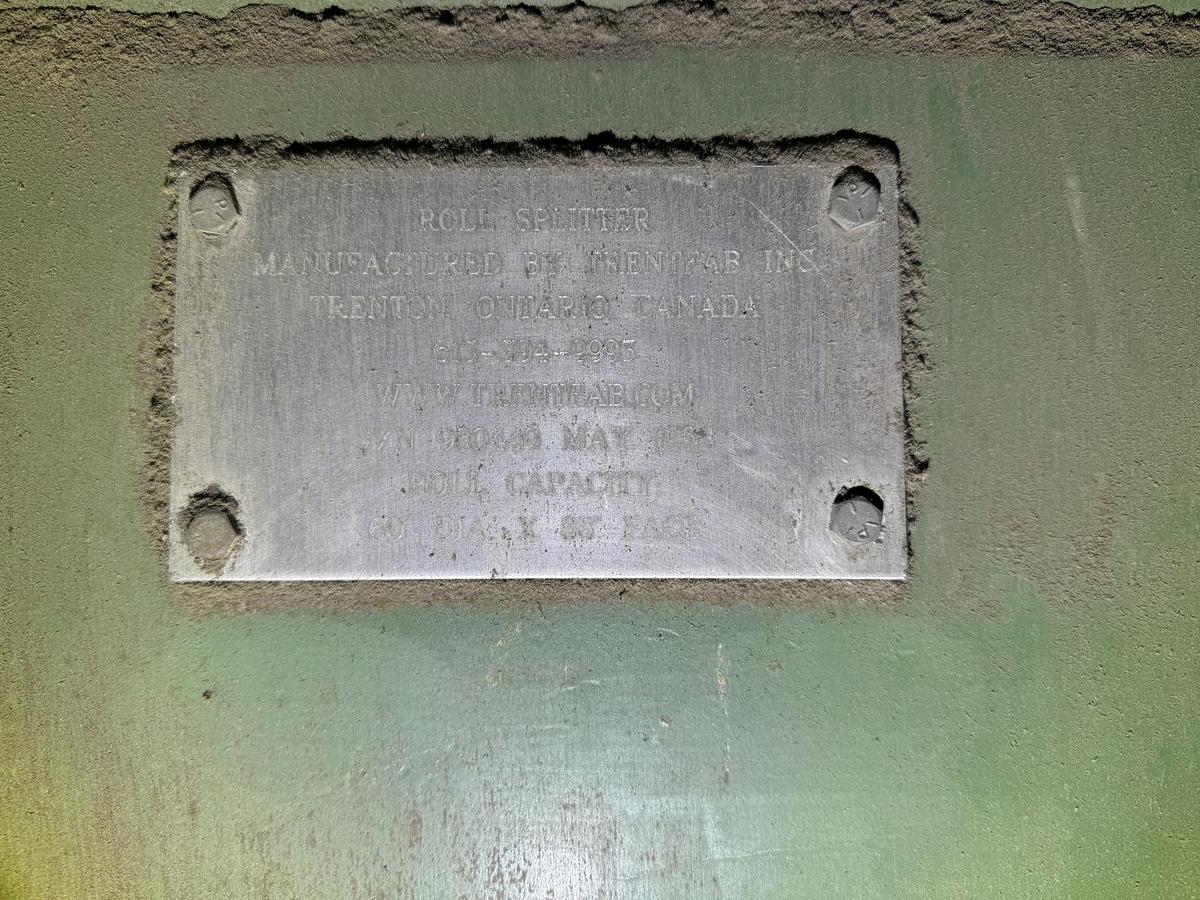 ROLL SPLITTER
MANUFACTURED BY TRENTFAB INC
TRENTON ONTARIO CANADA
613-394-9993
WWW.TRENTFAB.COM
MAY
ROLL CAPACITY
60" DIA. X FACE